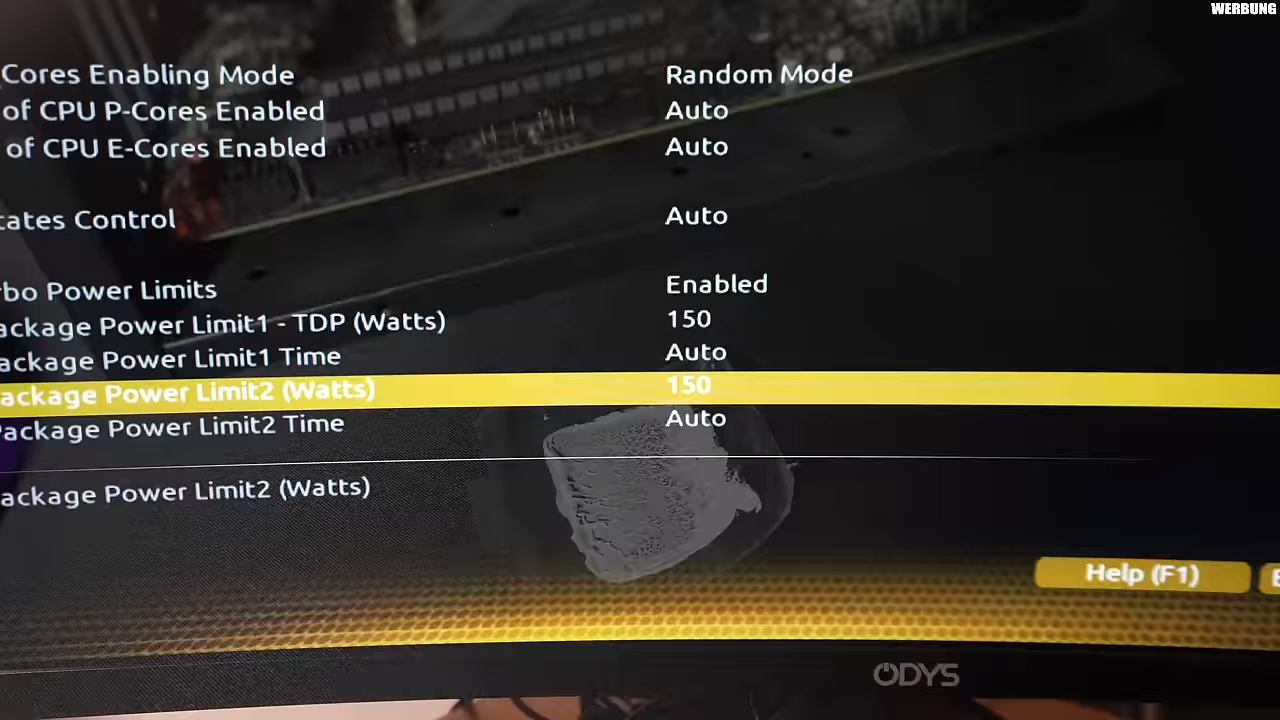 WERBUNG
Cores Enabling Mode Random Mode
of CPU P-Cores Enabled Auto
of CPU E-Cores Enabled Auto
tates Control Auto
rbo Power Limits Enabled
ackage Power Limit1 - TDP (Watts) 150
ackage Power Limit1 Time Auto
ackage Power Limit2 (Watts) 150
Package Power Limit2 Time Auto
ackage Power Limit2 (Watts)
Help (F1)
ODYS